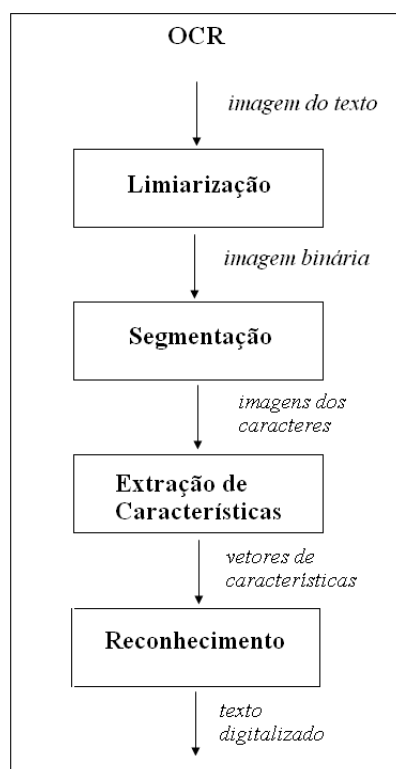 OCR
imagem do texto
Limiarização
imagem binária
Segmentação
imagens dos
caracteres
Extração de
Características
vetores de
características
Reconhecimento
texto
digitalizado